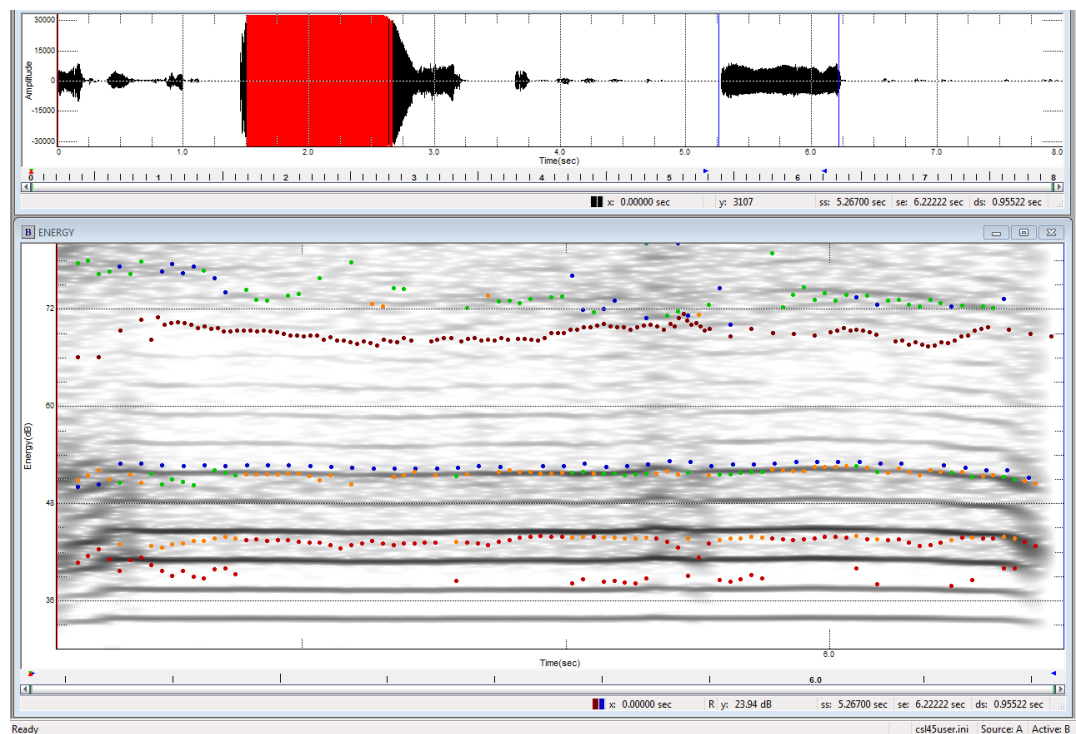 30000
15000
Amplitude
0
-15000
-30000
0 1.0 2.0 3.0 4.0 5.0 6.0 7.0 8.0
Time(sec)
0 1 2 3 4 5 6 7 8
x: 0.00000 sec y: 3107 ss: 5.26700 sec se: 6.22222 sec ds: 0.95522 sec
B ENERGY
72
60
Energy(dB)
48
36
6.0
Time(sec)
6.0
x: 0.00000 sec R y: 23.94 dB ss: 5.26700 sec se: 6.22222 sec ds: 0.95522 sec
Ready csl45user.ini Source: A Active: B